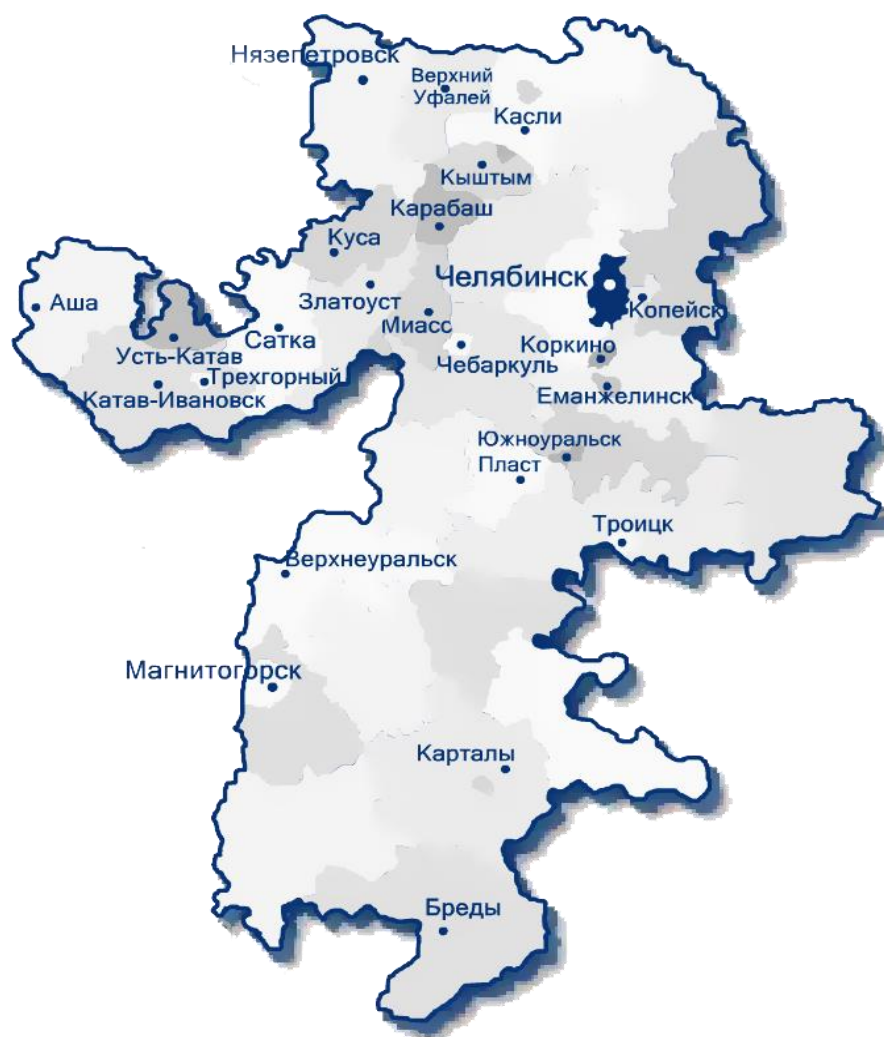 Нязепетровск
Верхний
Уфалей
Касли
Кыштым
Карабаш
Куса
Челябинск
Златоуст
Аша
Миасс
Копейск
Сатка
Усть-Катав
Чебаркуль
Коркино
Трехгорный
Катав-Ивановск
Еманжелинск
Южноуральск
Пласт
Троицк
Верхнеуральск
Магнитогорск
Карталы
Бреды